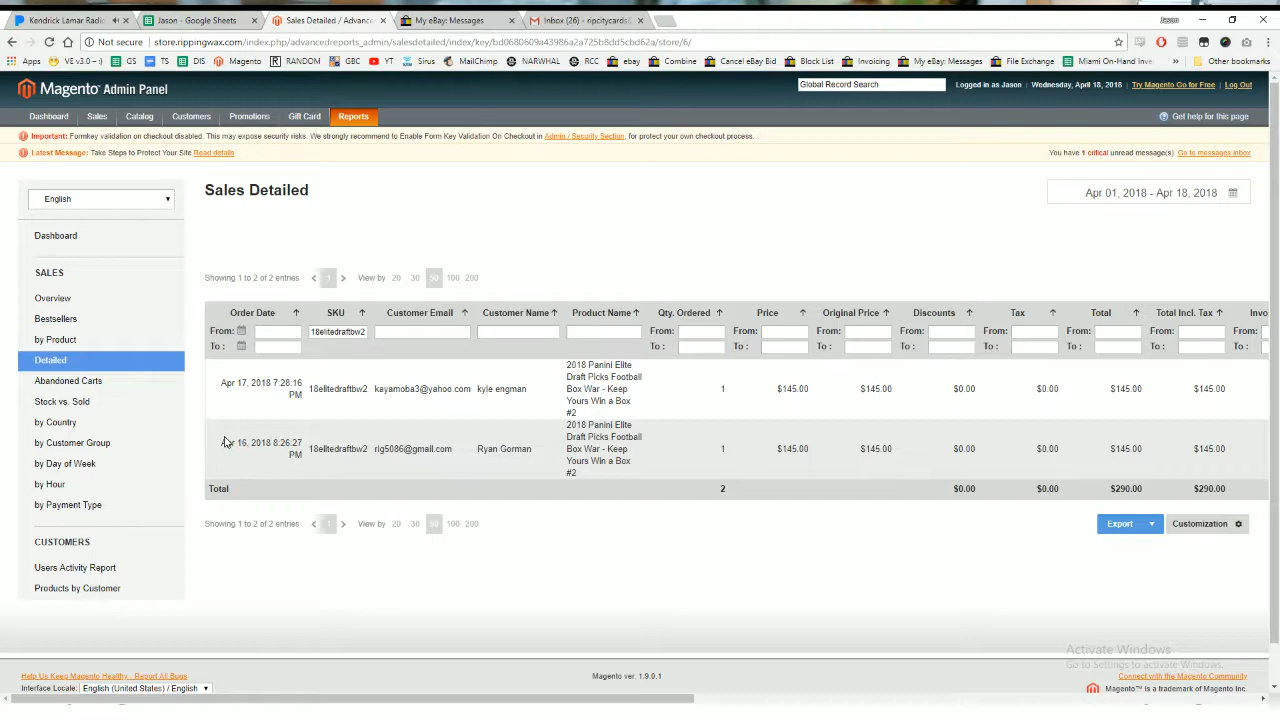 Kendrick Lamar Radio
Jason - Google Sheets
Sales Detailed / Advance
My eBay: Messages
Inbox (26) - ripcitycards8
Not secure store.rippingwax.com/index.php/advancedreports_admin/salesdetailed/index/key/bd0680609a43986a2a725b8dd5cbd62a/store/6/
Apps VE v3 GS TS DIS Magento RANDOM GBC YT Sirus MailChimp NARWHAL RCC ebay Combine Cancel eBay Bid Block List Invoicing My eBay: Messages File Exchange Miami On-Hand Inve » Other bookmarks
Magento Admin Panel
Global Record Search
Logged in as Jason | Wednesday, April 18, 2018 | Try Magento Go for Free | Log Out
Dashboard Sales Catalog Customers Promotions Gift Card Reports
Get help for this page
Important: Formkey validation on checkout disabled. This may expose security risks. We strongly recommend to Enable Form Key Validation On Checkout in Admin / Security Section, for protect your own checkout process.
Latest Message: Take Steps to Protect Your Site Read details
You have 1 critical unread message(s). Go to messages inbox
English
Dashboard
SALES
Overview
Bestsellers
by Product
Detailed
Abandoned Carts
Stock vs. Sold
by Country
by Customer Group
by Day of Week
by Hour
by Payment Type
CUSTOMERS
Users Activity Report
Products by Customer
Sales Detailed
Apr 01, 2018 - Apr 18, 2018
Showing 1 to 2 of 2 entries 1 View by 20 30 50 100 200
Order Date SKU Customer Email Customer Name Product Name Qty. Ordered Price Original Price Discounts Tax Total Total Incl. Tax Invo
From: 18elitedraftbw2 From: From: From: From: From: From: From: From:
To : To : To : To : To : To : To : To : To :
Apr 17, 2018 7:28:16 PM 18elitedraftbw2 kayamoba3@yahoo.com kyle engman
2018 Panini Elite
Draft Picks Football
Box War - Keep
Yours Win a Box
#2
1 $145.00 $145.00 $0.00 $0.00 $145.00 $145.00
Apr 16, 2018 8:26:27 PM 18elitedraftbw2 rig5086@gmail.com Ryan Gorman
2018 Panini Elite
Draft Picks Football
Box War - Keep
Yours Win a Box
#2
1 $145.00 $145.00 $0.00 $0.00 $145.00 $145.00
Total 2 $0.00 $0.00 $290.00 $290.00
Showing 1 to 2 of 2 entries 1 View by 20 30 50 100 200
Export Customization
Activate Windows
Go to Settings to activate Windows.
Help Us Keep Magento Healthy - Report All Bugs
Interface Locale: English (United States) / English
Magento ver. 1.9.0.1
Connect with the Magento Community
Magento™ is a trademark of Magento Inc.